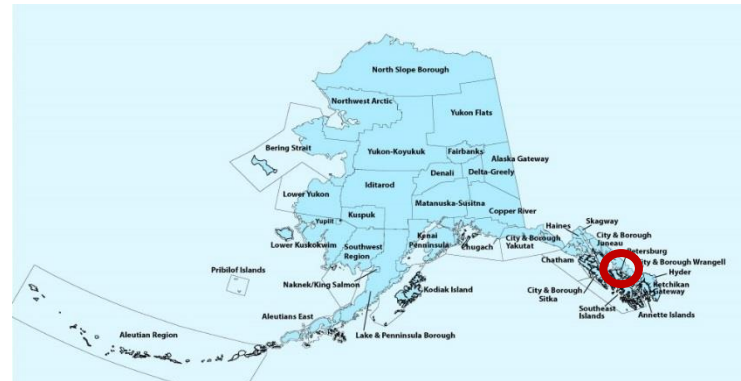 North Slope Borough
Northwest Arctic
Yukon Flats
Bering Strait
Yukon-Koyukuk
Fairbanks
Alaska Gateway
Denali
Delta-Greely
Iditarod
Lower Yukon
Matanuska-Susitna
Kuspuk
Yupiit
Copper River
Skagway
Haines
Lower Kuskokwim
Southwest
Region
Kenai
Penninsula
Chugach
City & Borough
Yakutat
City & Borough
Juneau
Petersburg
City & Borough Wrangell
Chatham
Hyder
Pribilof Islands
Naknek/King Salmon
Kodiak Island
City & Borough
Sitka
Ketchikan
Gateway
Southeast
Islands
Annette Islands
Aleutians East
Aleutian Region
Lake & Penninsula Borough